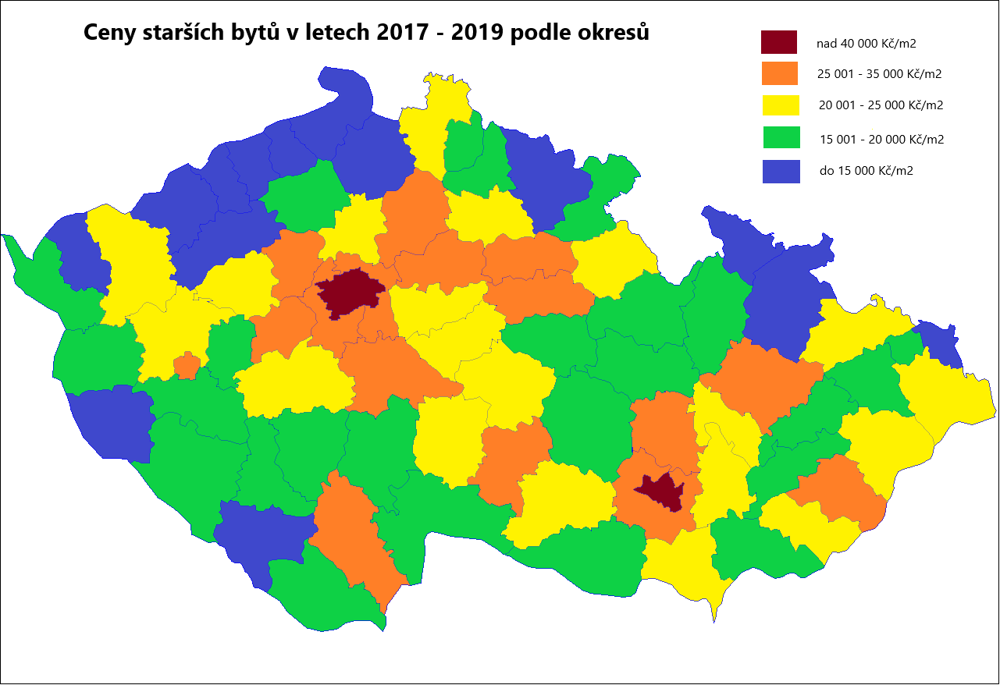 Ceny starších bytů v letech 2017 - 2019 podle okresů
nad 40 000 Kč/m2
25 001 - 35 000 Kč/m2
20 001 - 25 000 Kč/m2
15 001 - 20 000 Kč/m2
do 15 000 Kč/m2